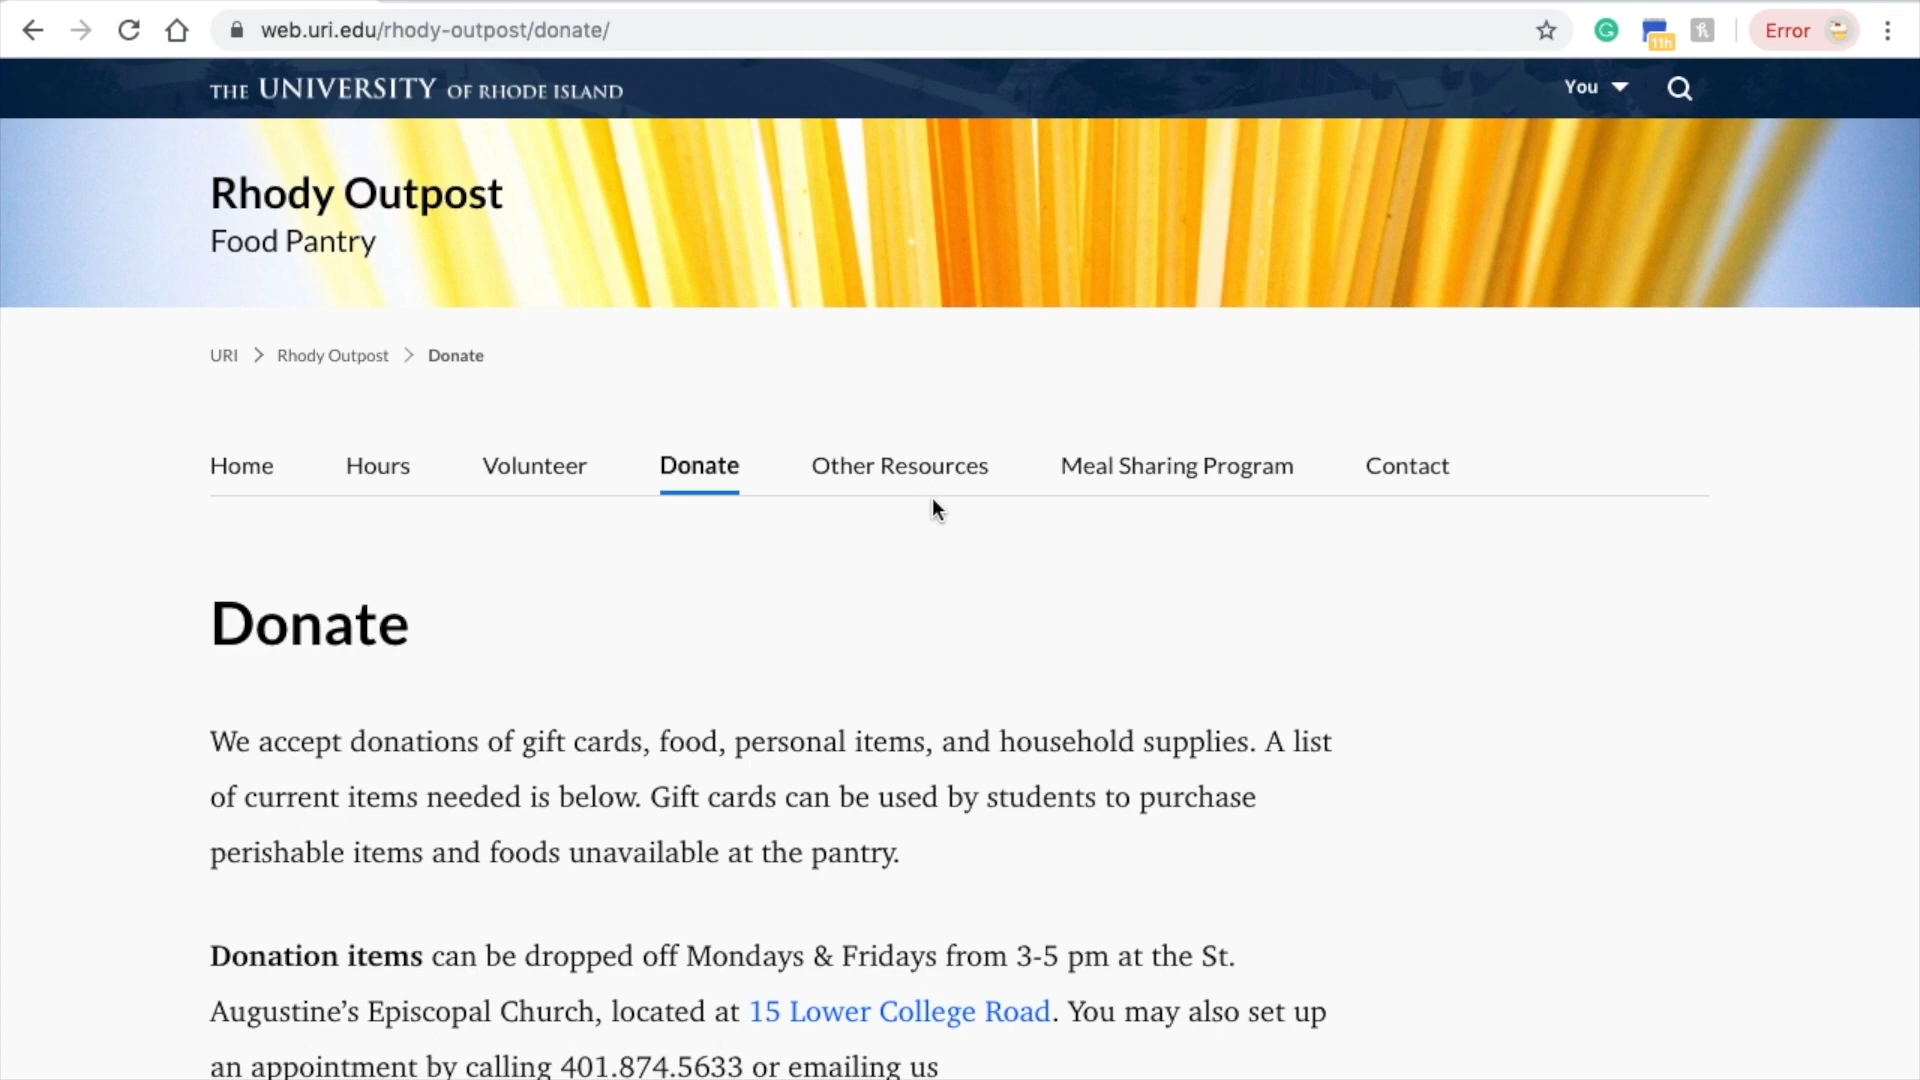 web.uri.edu/rhody-outpost/donate/
11h
Error
THE UNIVERSITY OF RHODE ISLAND
You
Rhody Outpost
Food Pantry
URI Rhody Outpost Donate
Home Hours Volunteer Donate Other Resources Meal Sharing Program Contact
Donate
We accept donations of gift cards, food, personal items, and household supplies. A list
of current items needed is below. Gift cards can be used by students to purchase
perishable items and foods unavailable at the pantry.
Donation items can be dropped off Mondays & Fridays from 3-5 pm at the St.
Augustine’s Episcopal Church, located at 15 Lower College Road. You may also set up
an appointment by calling 401.874.5633 or emailing us